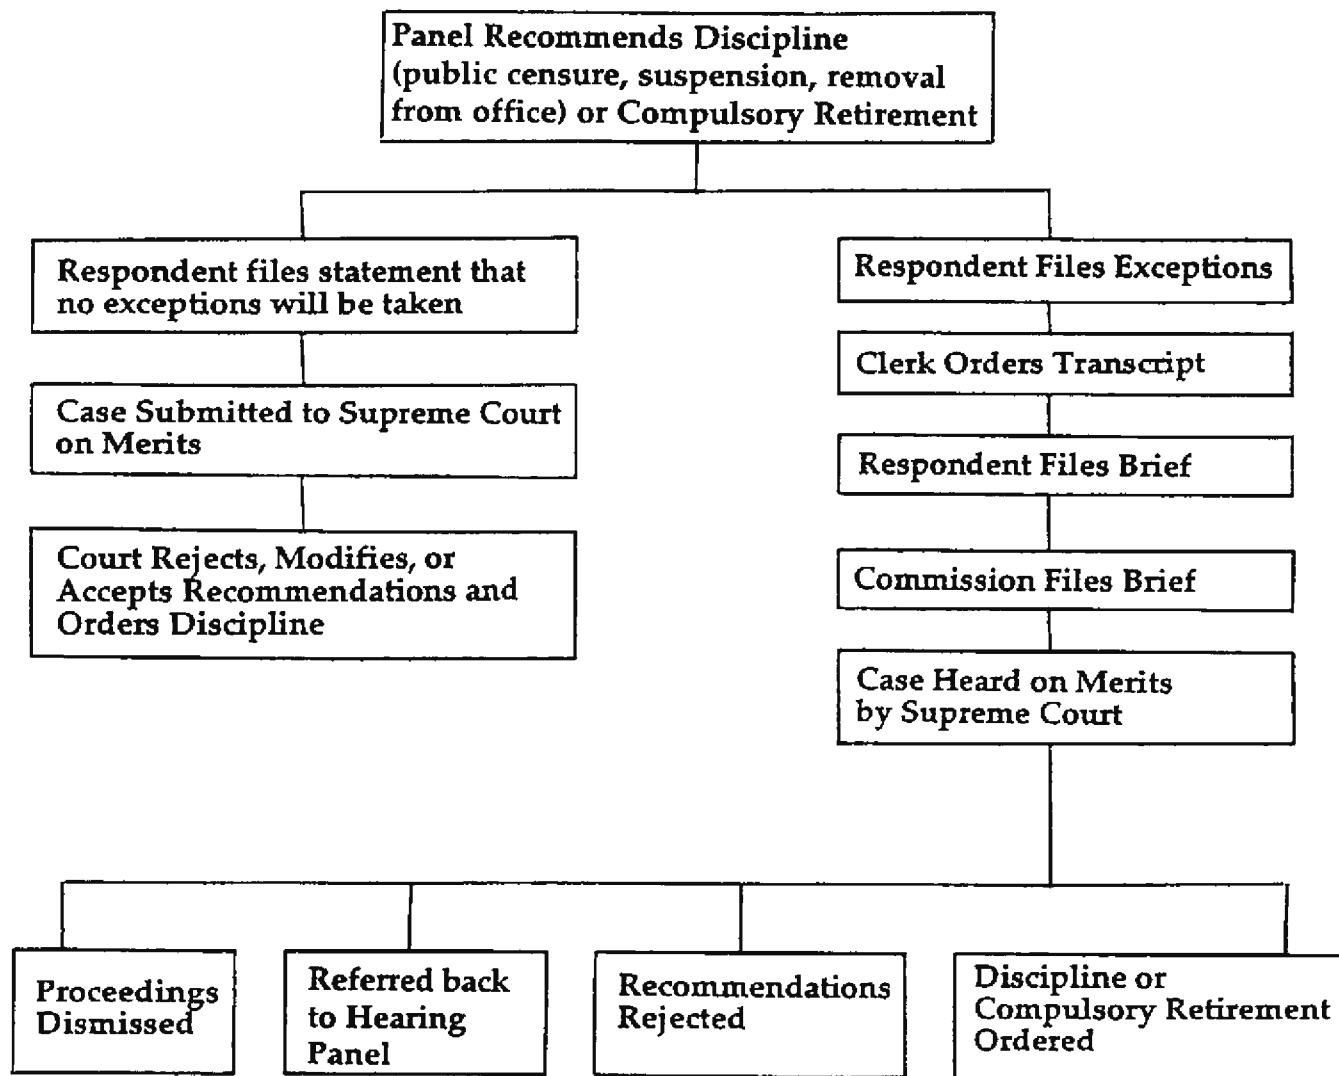 Panel Recommends Discipline
(public censure, suspension, removal
from office) or Compulsory Retirement
Respondent files statement that
no exceptions will be taken
Case Submitted to Supreme Court
on Merits
Court Rejects, Modifies, or
Accepts Recommendations and
Orders Discipline
Respondent Files Exceptions
Clerk Orders Transcript
Respondent Files Brief
Commission Files Brief
Case Heard on Merits
by Supreme Court
Proceedings
Dismissed
Referred back
to Hearing
Panel
Recommendations
Rejected
Discipline or
Compulsory Retirement
Ordered